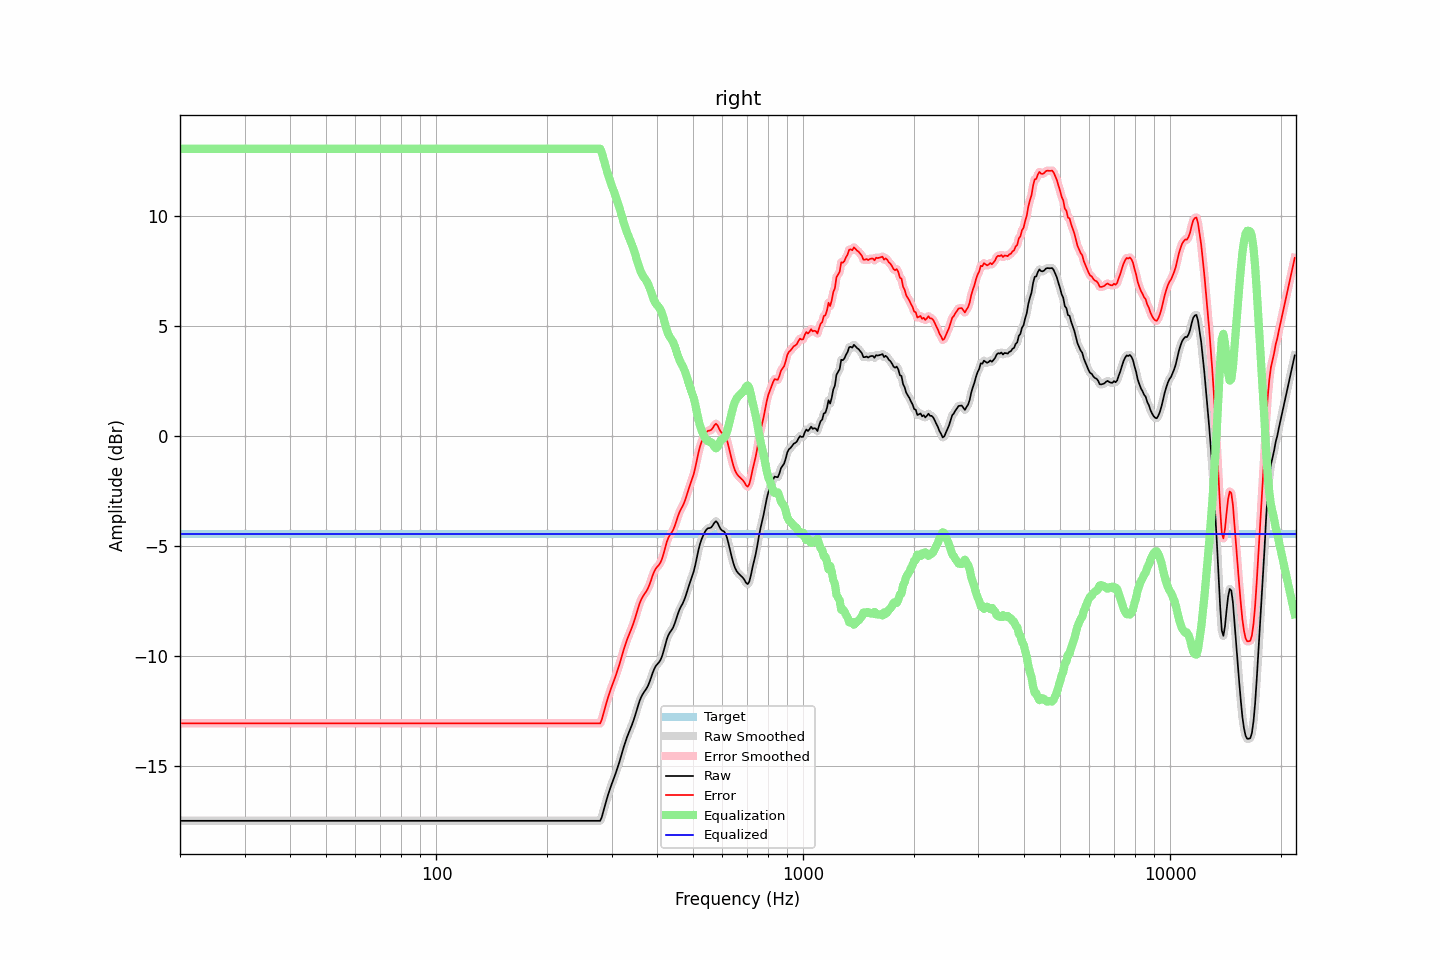 right
Amplitude (dBr)
10
5
0
−5
−10
−15
Target
Raw Smoothed
Error Smoothed
Raw
Error
Equalization
Equalized
100
1000
10000
Frequency (Hz)